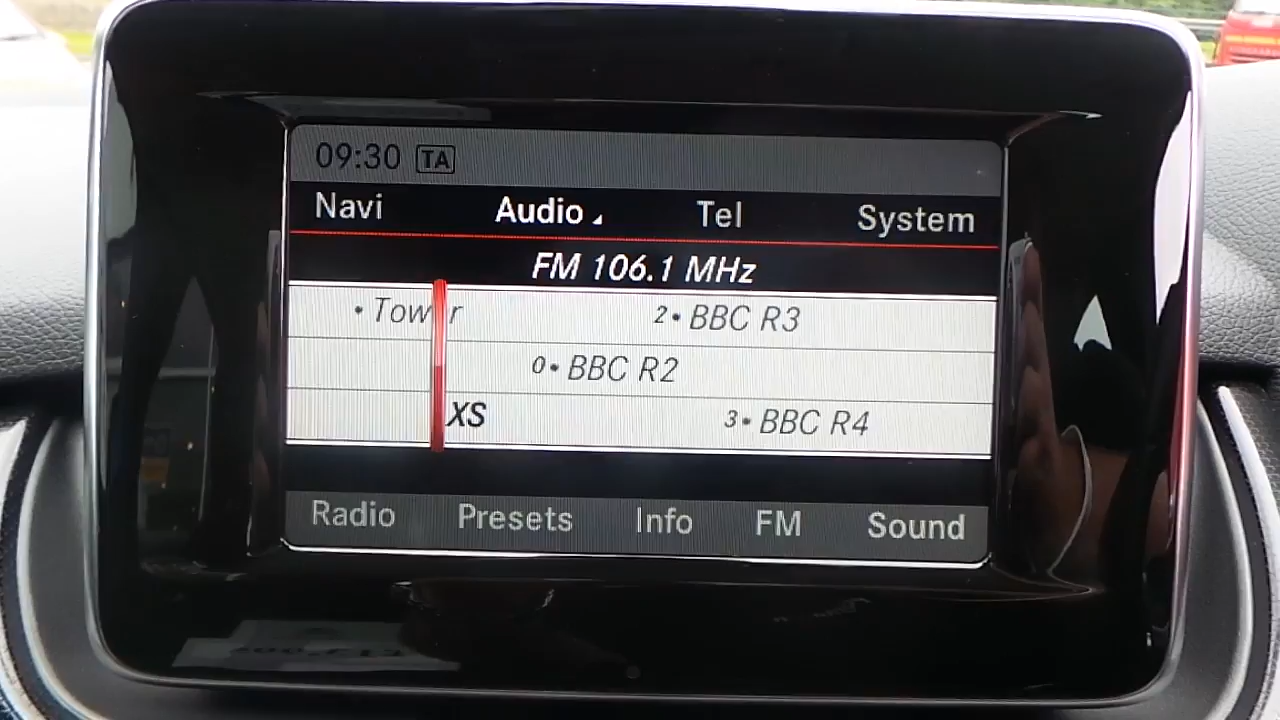 09:30 TA
Navi Audio Tel System
FM 106.1 MHz
• Tower 2• BBC R3
0• BBC R2
XS 3• BBC R4
Radio Presets Info FM Sound